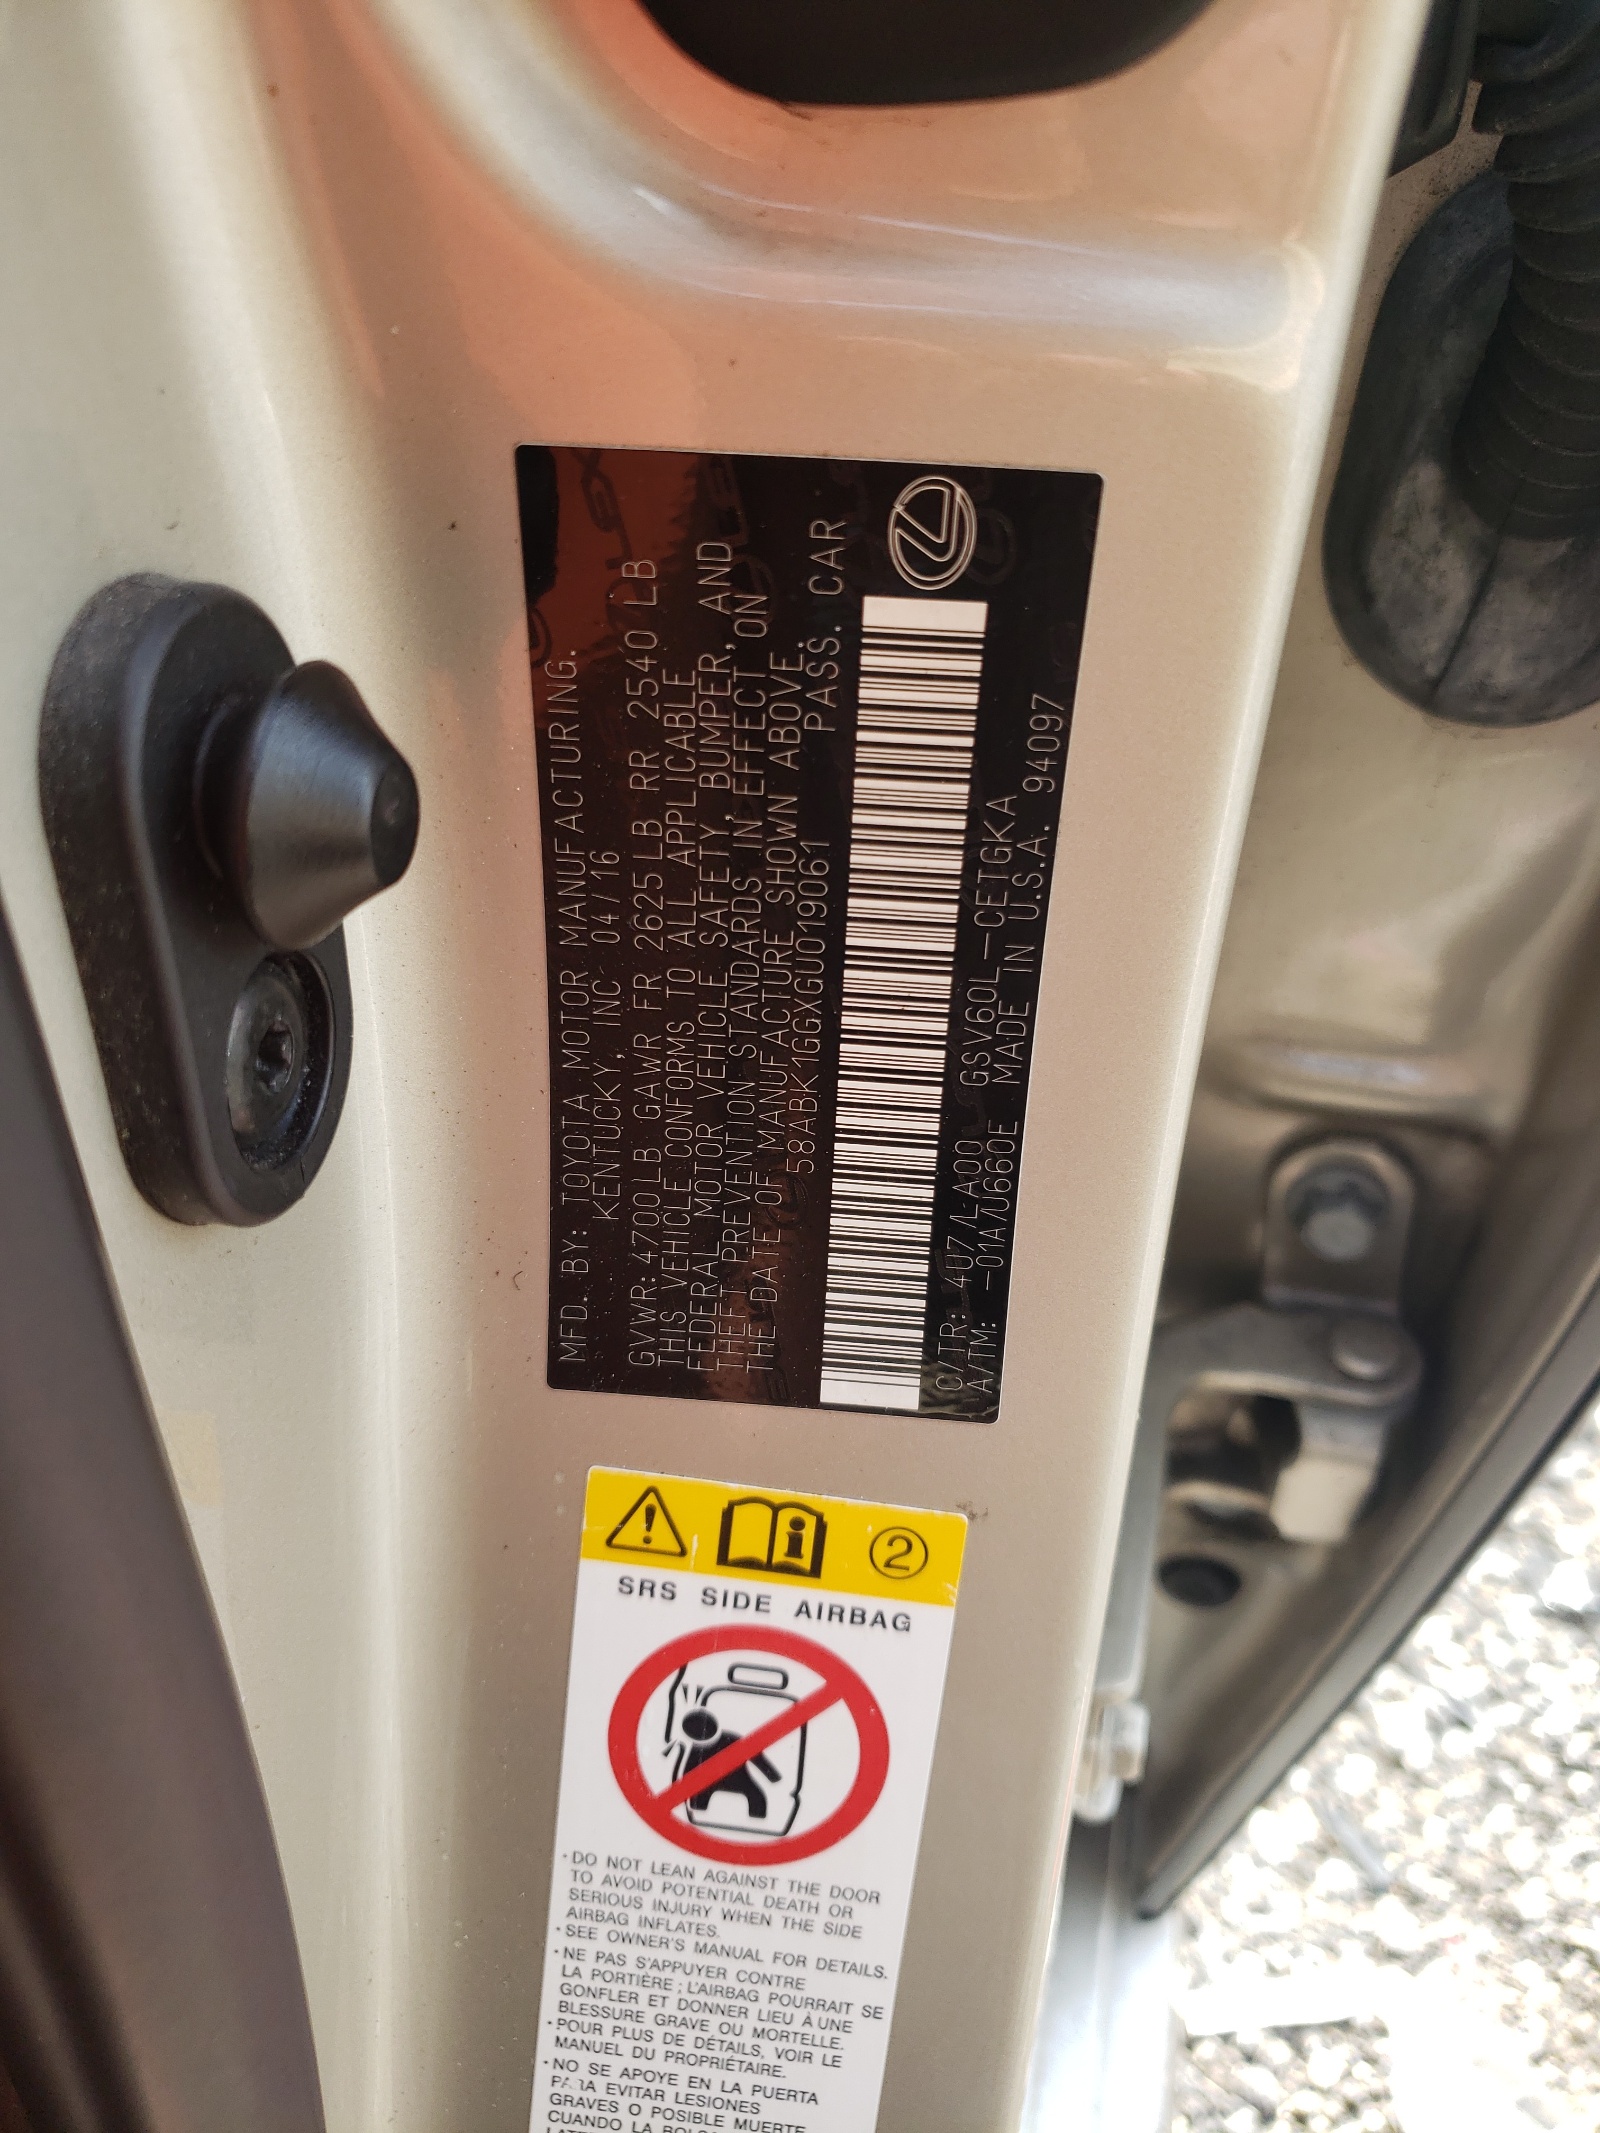 MFD. BY: TOYOTA MOTOR MANUFACTURING.
KENTUCKY, INC 04/16
GVWR: 4700LB GAWR FR 2625LB RR 2540LB
THIS VEHICLE CONFORMS TO ALL APPLICABLE
FEDERAL MOTOR VEHICLE SAFETY, BUMPER, AND
THEFT PREVENTION STANDARDS IN EFFECT ON
THE DATE OF MANUFACTURE SHOWN ABOVE.
58ABK1GGXGU019061 PASS. CAR
C/TR: 4U7/LA00 GSV60L-CETGKA
A/TM: -01A/U660E MADE IN U.S.A. 94097
2
SRS SIDE AIRBAG
·DO NOT LEAN AGAINST THE DOOR
TO AVOID POTENTIAL DEATH OR
SERIOUS INJURY WHEN THE SIDE
AIRBAG INFLATES.
·SEE OWNER'S MANUAL FOR DETAILS.
·NE PAS S'APPUYER CONTRE
LA PORTIÈRE ; L'AIRBAG POURRAIT SE
GONFLER ET DONNER LIEU À UNE
BLESSURE GRAVE OU MORTELLE.
·POUR PLUS DE DÉTAILS, VOIR LE
MANUEL DU PROPRIÉTAIRE.
·NO SE APOYE EN LA PUERTA
PARA EVITAR LESIONES
GRAVES O POSIBLE MUERTE
CUANDO LA